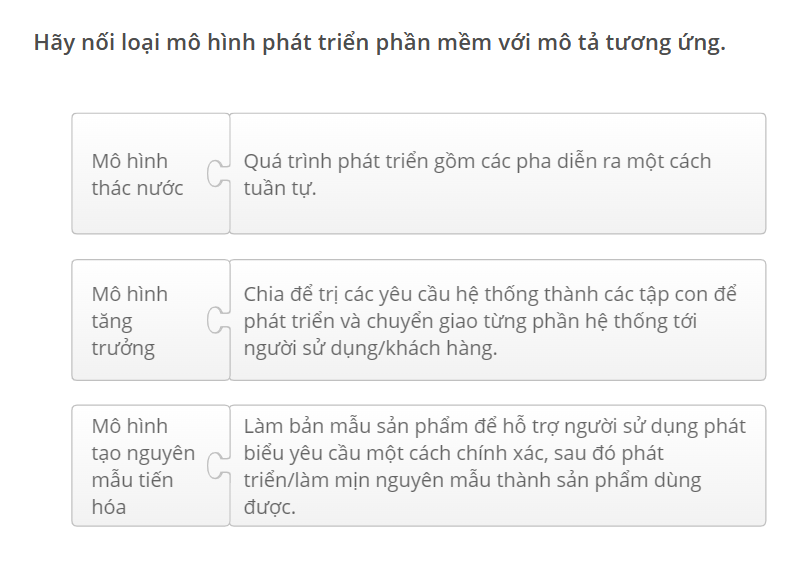 Hãy nối loại mô hình phát triển phần mềm với mô tả tương ứng.
Mô hình
thác nước
Quá trình phát triển gồm các pha diễn ra một cách
tuần tự.
Mô hình
tăng
trưởng
Chia để trị các yêu cầu hệ thống thành các tập con để
phát triển và chuyển giao từng phần hệ thống tới
người sử dụng/khách hàng.
Mô hình
tạo nguyên
mẫu tiến
hóa
Làm bản mẫu sản phẩm để hỗ trợ người sử dụng phát
biểu yêu cầu một cách chính xác, sau đó phát
triển/làm mịn nguyên mẫu thành sản phẩm dùng
được.